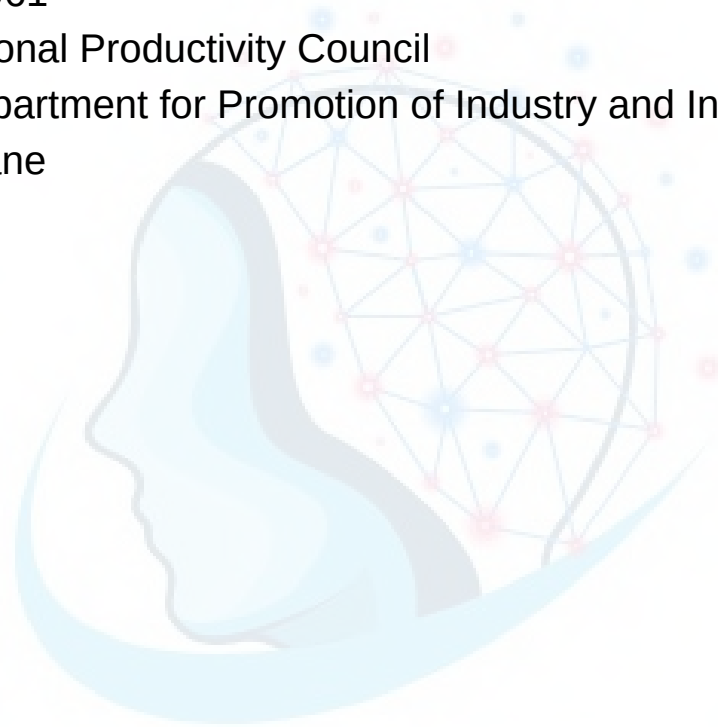 onal Productivity Council
partment for Promotion of Industry and In
ne